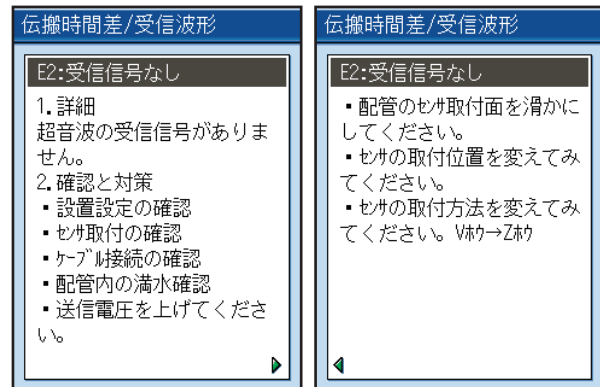 伝搬時間差/受信波形
E2:受信信号なし
1.詳細
超音波の受信信号がありま
せん。
2.確認と対策
▪設置設定の確認
▪ｾﾝｻ取付の確認
▪ｹｰﾌﾞﾙ接続の確認
▪配管内の満水確認
▪送信電圧を上げてくださ
い。
伝搬時間差/受信波形
E2:受信信号なし
▪配管のｾﾝｻ取付面を滑かに
してください。
▪ｾﾝｻの取付位置を変えてみ
てください。
▪ｾﾝｻの取付方法を変えてみ
てください。Vﾎｳ→Zﾎｳ